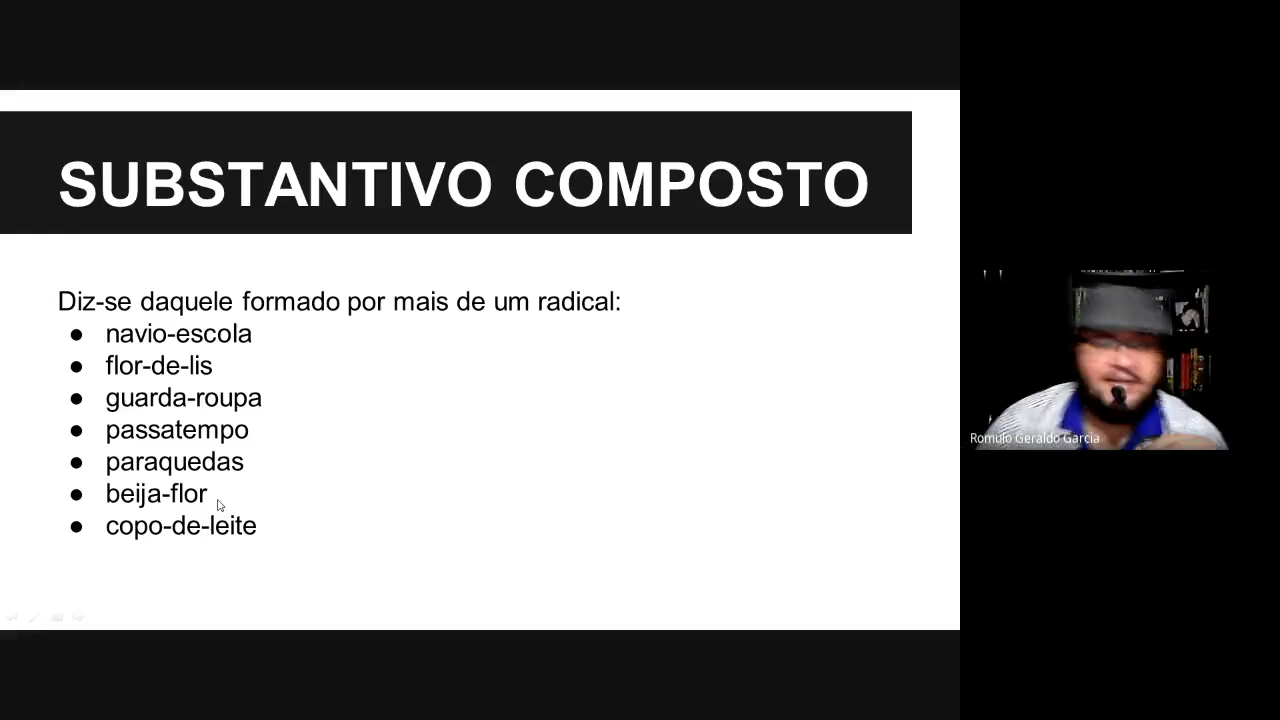 SUBSTANTIVO COMPOSTO
Diz-se daquele formado por mais de um radical:
● navio-escola
● flor-de-lis
● guarda-roupa
● passatempo
● paraquedas
● beija-flor
● copo-de-leite
Romulo Geraldo Garcia